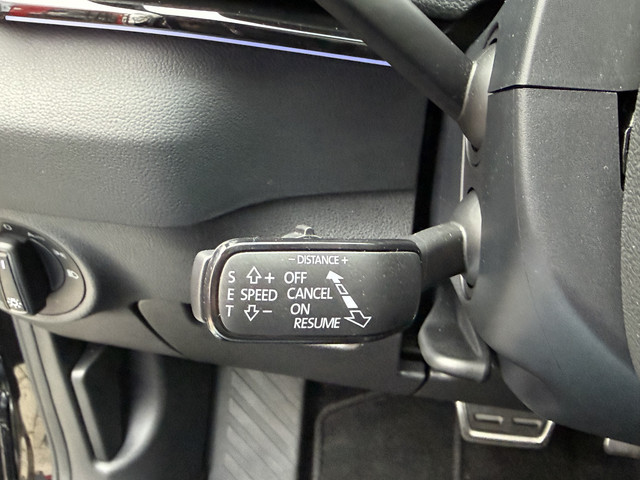 - DISTANCE +
S + OFF
E SPEED CANCEL
T - ON
RESUME